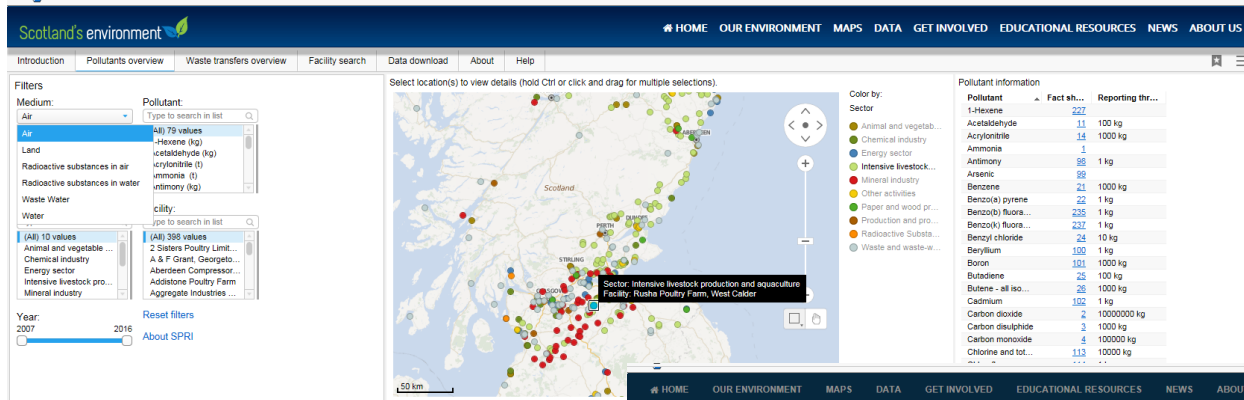 Scotland's environment
HOME OUR ENVIRONMENT MAPS DATA GET INVOLVED EDUCATIONAL RESOURCES NEWS ABOUT US
Introduction Pollutants overview Waste transfers overview Facility search Data download About Help
Filters
Medium:
Air
Air
Land
Radioactive substances in air
Radioactive substances in water
Waste Water
Water
Pollutant:
Type to search in list
(All) 79 values
-Hexene (kg)
Acetaldehyde (kg)
Acrylonitrile (t)
Ammonia (t)
Antimony (kg)
cility:
ype to search in list
(All) 10 values
Animal and vegetable ...
Chemical industry
Energy sector
Intensive livestock pro...
Mineral industry
(All) 398 values
2 Sisters Poultry Limit...
A & F Grant, Georgeto...
Aberdeen Compressor...
Addistone Poultry Farm
Aggregate Industries ...
Year:
2007 2016
Reset filters
About SPRI
Select location(s) to view details (hold Ctrl or click and drag for multiple selections).
ABERDEEN
Scotland
DUNDEE
PERTH
STIRLING
GLASGOW
Sector: Intensive livestock production and aquaculture
Facility: Rusha Poultry Farm, West Calder
50 km
Color by:
Sector
Animal and vegetab...
Chemical industry
Energy sector
Intensive livestock...
Mineral industry
Other activities
Paper and wood pr...
Production and pro...
Radioactive Substa...
Waste and waste-w...
Pollutant information
Pollutant Fact sh... Reporting thr...
1-Hexene 227
Acetaldehyde 11 100 kg
Acrylonitrile 14 1000 kg
Ammonia 1
Antimony 98 1 kg
Arsenic 99
Benzene 21 1000 kg
Benzo(a) pyrene 22 1 kg
Benzo(b) fluora... 235 1 kg
Benzo(k) fluora... 237 1 kg
Benzyl chloride 24 10 kg
Beryllium 100 1 kg
Boron 101 1000 kg
Butadiene 25 100 kg
Butene - all iso... 26 1000 kg
Cadmium 102 1 kg
Carbon dioxide 2 10000000 kg
Carbon disulphide 3 1000 kg
Carbon monoxide 4 100000 kg
Chlorine and tot... 113 10000 kg
HOME OUR ENVIRONMENT MAPS DATA GET INVOLVED EDUCATIONAL RESOURCES NEWS ABOU